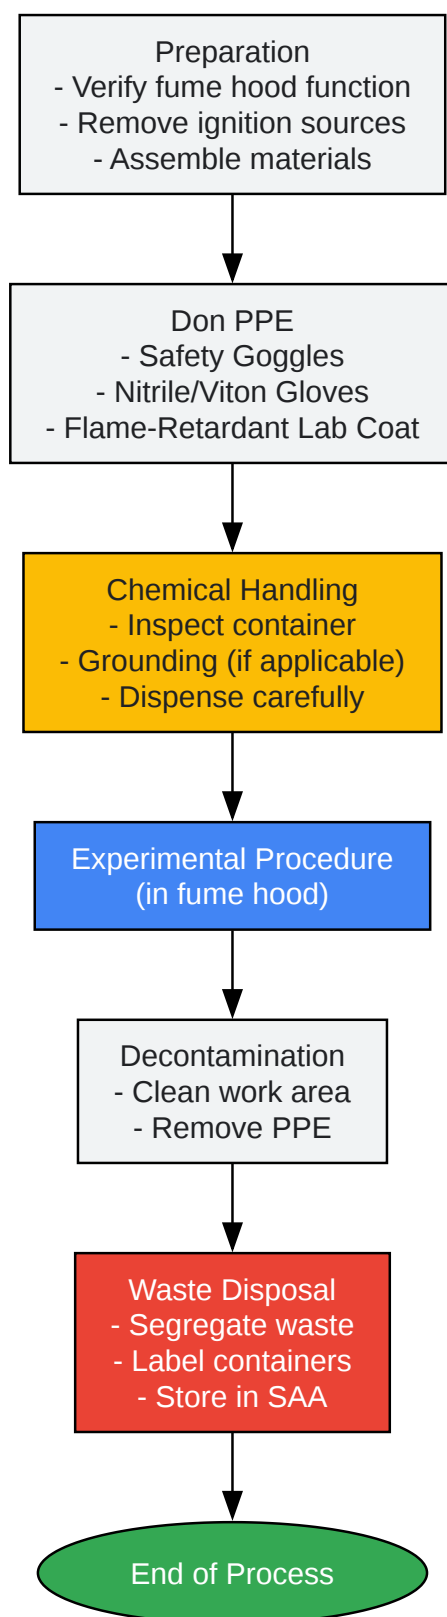 Preparation
- Verify fume hood function
- Remove ignition sources
- Assemble materials
Don PPE
- Safety Goggles
- Nitrile/Viton Gloves
- Flame-Retardant Lab Coat
Chemical Handling
- Inspect container
- Grounding (if applicable)
- Dispense carefully
Experimental Procedure
(in fume hood)
Decontamination
- Clean work area
- Remove PPE
Waste Disposal
- Segregate waste
- Label containers
- Store in SAA
End of Process